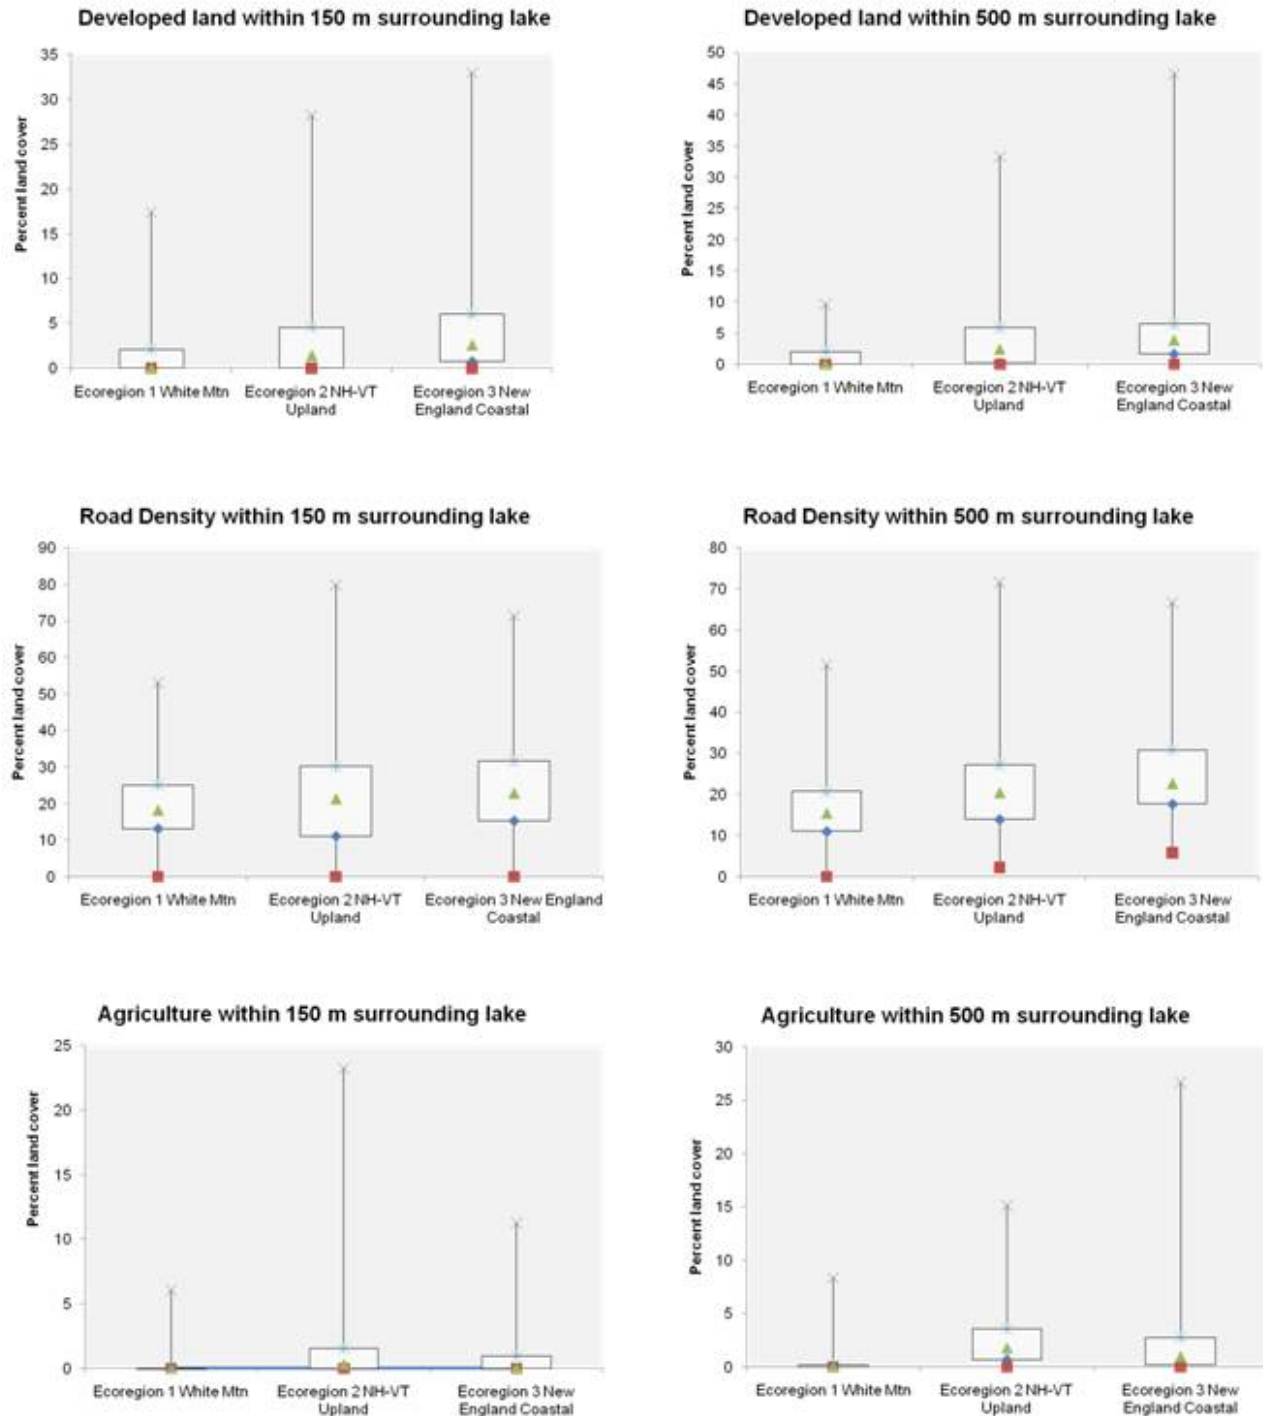 Developed land within 150 m surrounding lake
Percent land cover
35
30
25
20
15
10
5
0
Ecoregion 1 White Mtn
Ecoregion 2 NH-VT
Upland
Ecoregion 3 New
England Coastal
Developed land within 500 m surrounding lake
Percent land cover
50
45
40
35
30
25
20
15
10
5
0
Ecoregion 1 White Mtn
Ecoregion 2 NH-VT
Upland
Ecoregion 3 New
England Coastal
Road Density within 150 m surrounding lake
Percent land cover
90
80
70
60
50
40
30
20
10
0
Ecoregion 1 White Mtn
Ecoregion 2 NH-VT
Upland
Ecoregion 3 New England
Coastal
Road Density within 500 m surrounding lake
Percent land cover
80
70
60
50
40
30
20
10
0
Ecoregion 1 White Mtn
Ecoregion 2 NH-VT
Upland
Ecoregion 3 New
England Coastal
Agriculture within 150 m surrounding lake
Percent land cover
25
20
15
10
5
0
Ecoregion 1 White Mtn
Ecoregion 2 NH-VT
Upland
Ecoregion 3 New
England Coastal
Agriculture within 500 m surrounding lake
Percent land cover
30
25
20
15
10
5
0
Ecoregion 1 White Mtn
Ecoregion 2 NH-VT
Upland
Ecoregion 3 New
England Coastal